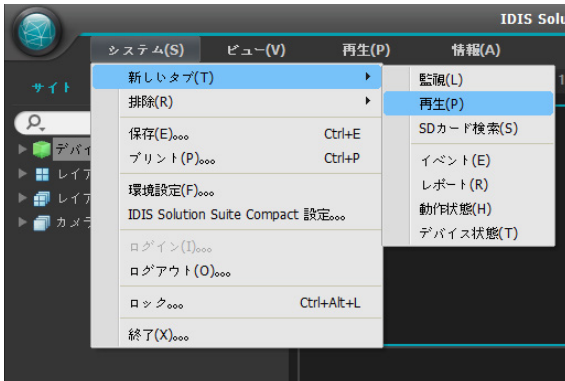 IDIS Solu
システム(S) ビュー(V) 再生(P) 情報(A)
サイト
新しいタブ(T)
排除(R)
保存(E)... Ctrl+E
プリント(P)... Ctrl+P
環境設定(F)...
IDIS Solution Suite Compact 設定...
ログイン(I)...
ログアウト(O)...
ロック... Ctrl+Alt+L
終了(X)...
監視(L)
再生(P)
SDカード検索(S)
イベント(E)
レポート(R)
動作状態(H)
デバイス状態(T)
デバイ
レイア
レイア
カメラ
1